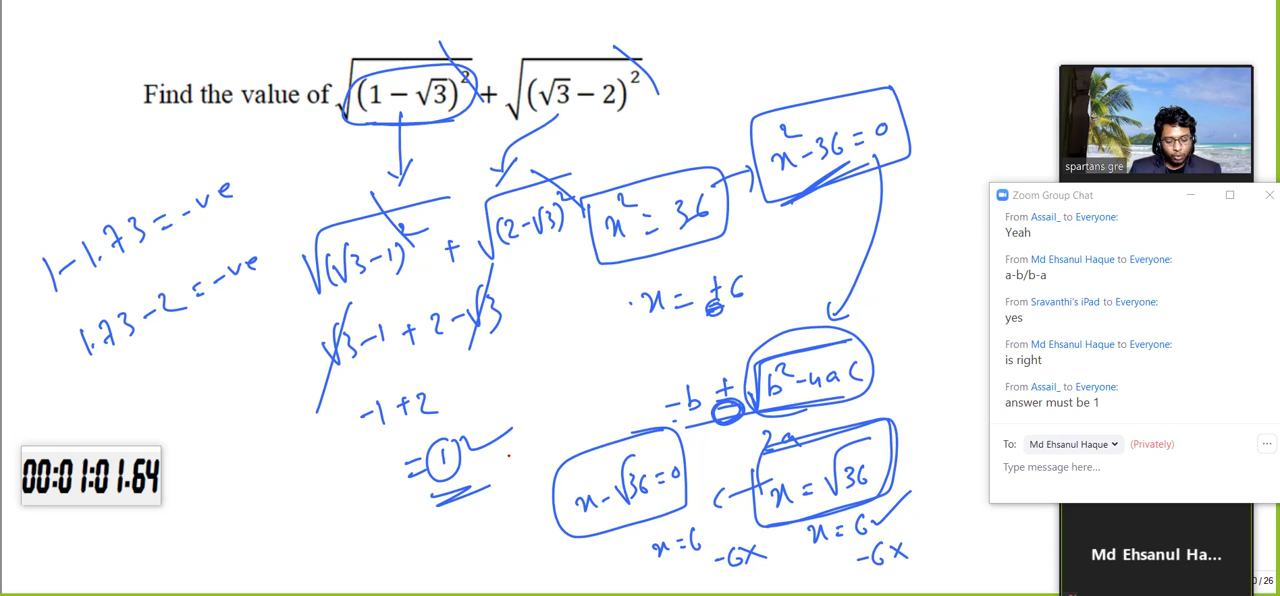 Find the value of √(1 − √3)² + √(√3 − 2)²
1 − 1.73 = −ve
1.73 − 2 = −ve
√(√3−1)² + √(2−√3)²
√3 −1 + 2 − √3
−1 + 2
= 1
x² = 36
x² − 36 = 0
x = ± 6
−b ± √b² − 4ac
2a
x − √36 = 0
x = 6
−6 ×
x = √36
x = 6 ✓
−6 ×
00:01:01.64
spartans gre
Zoom Group Chat
From Assail_ to Everyone:
Yeah
From Md Ehsanul Haque to Everyone:
a-b/b-a
From Sravanthi's iPad to Everyone:
yes
From Md Ehsanul Haque to Everyone:
is right
From Assail_ to Everyone:
answer must be 1
To: Md Ehsanul Haque (Privately)
Type message here...
Md Ehsanul Ha...
/ 26